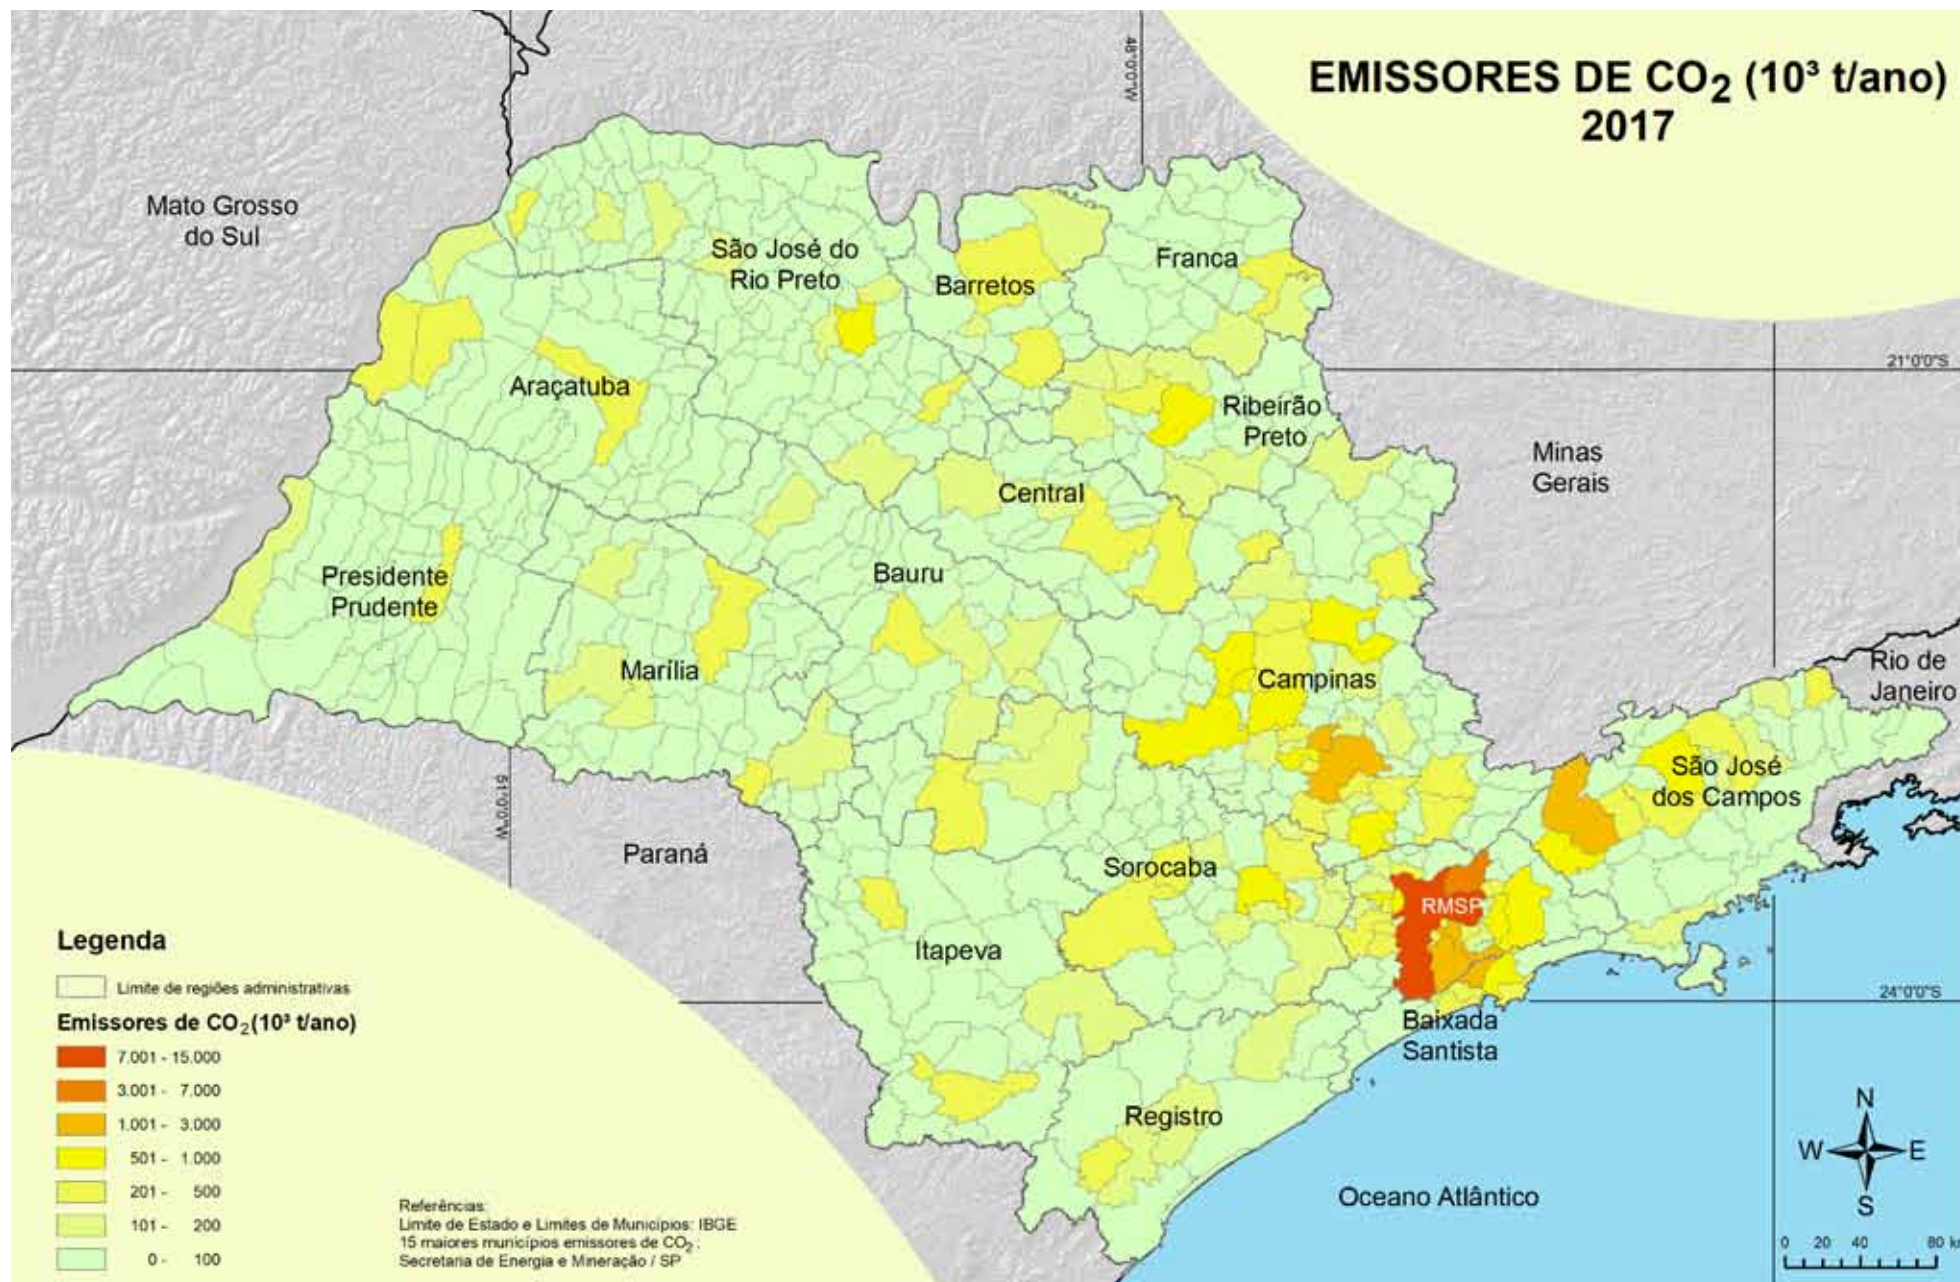 EMISSORES DE CO₂ (10³ t/ano)
2017
48°0'0"W
Mato Grosso
do Sul
São José do
Rio Preto
Barretos
Franca
21°0'0"S
Araçatuba
Ribeirão
Preto
Minas
Gerais
Central
Presidente
Prudente
Bauru
Marília
Campinas
Rio de
Janeiro
São José
dos Campos
51°0'0"W
Paraná
Sorocaba
RMSP
Itapeva
24°0'0"S
Baixada
Santista
Registro
Oceano Atlântico
N
W
E
S
0 20 40 80 km
Legenda
Limite de regiões administrativas
Emissores de CO₂(10³ t/ano)
7.001 - 15.000
3.001 - 7.000
1.001 - 3.000
501 - 1.000
201 - 500
101 - 200
0 - 100
Referências:
Limite de Estado e Limites de Municípios: IBGE
15 maiores municípios emissores de CO₂ :
Secretaria de Energia e Mineração / SP